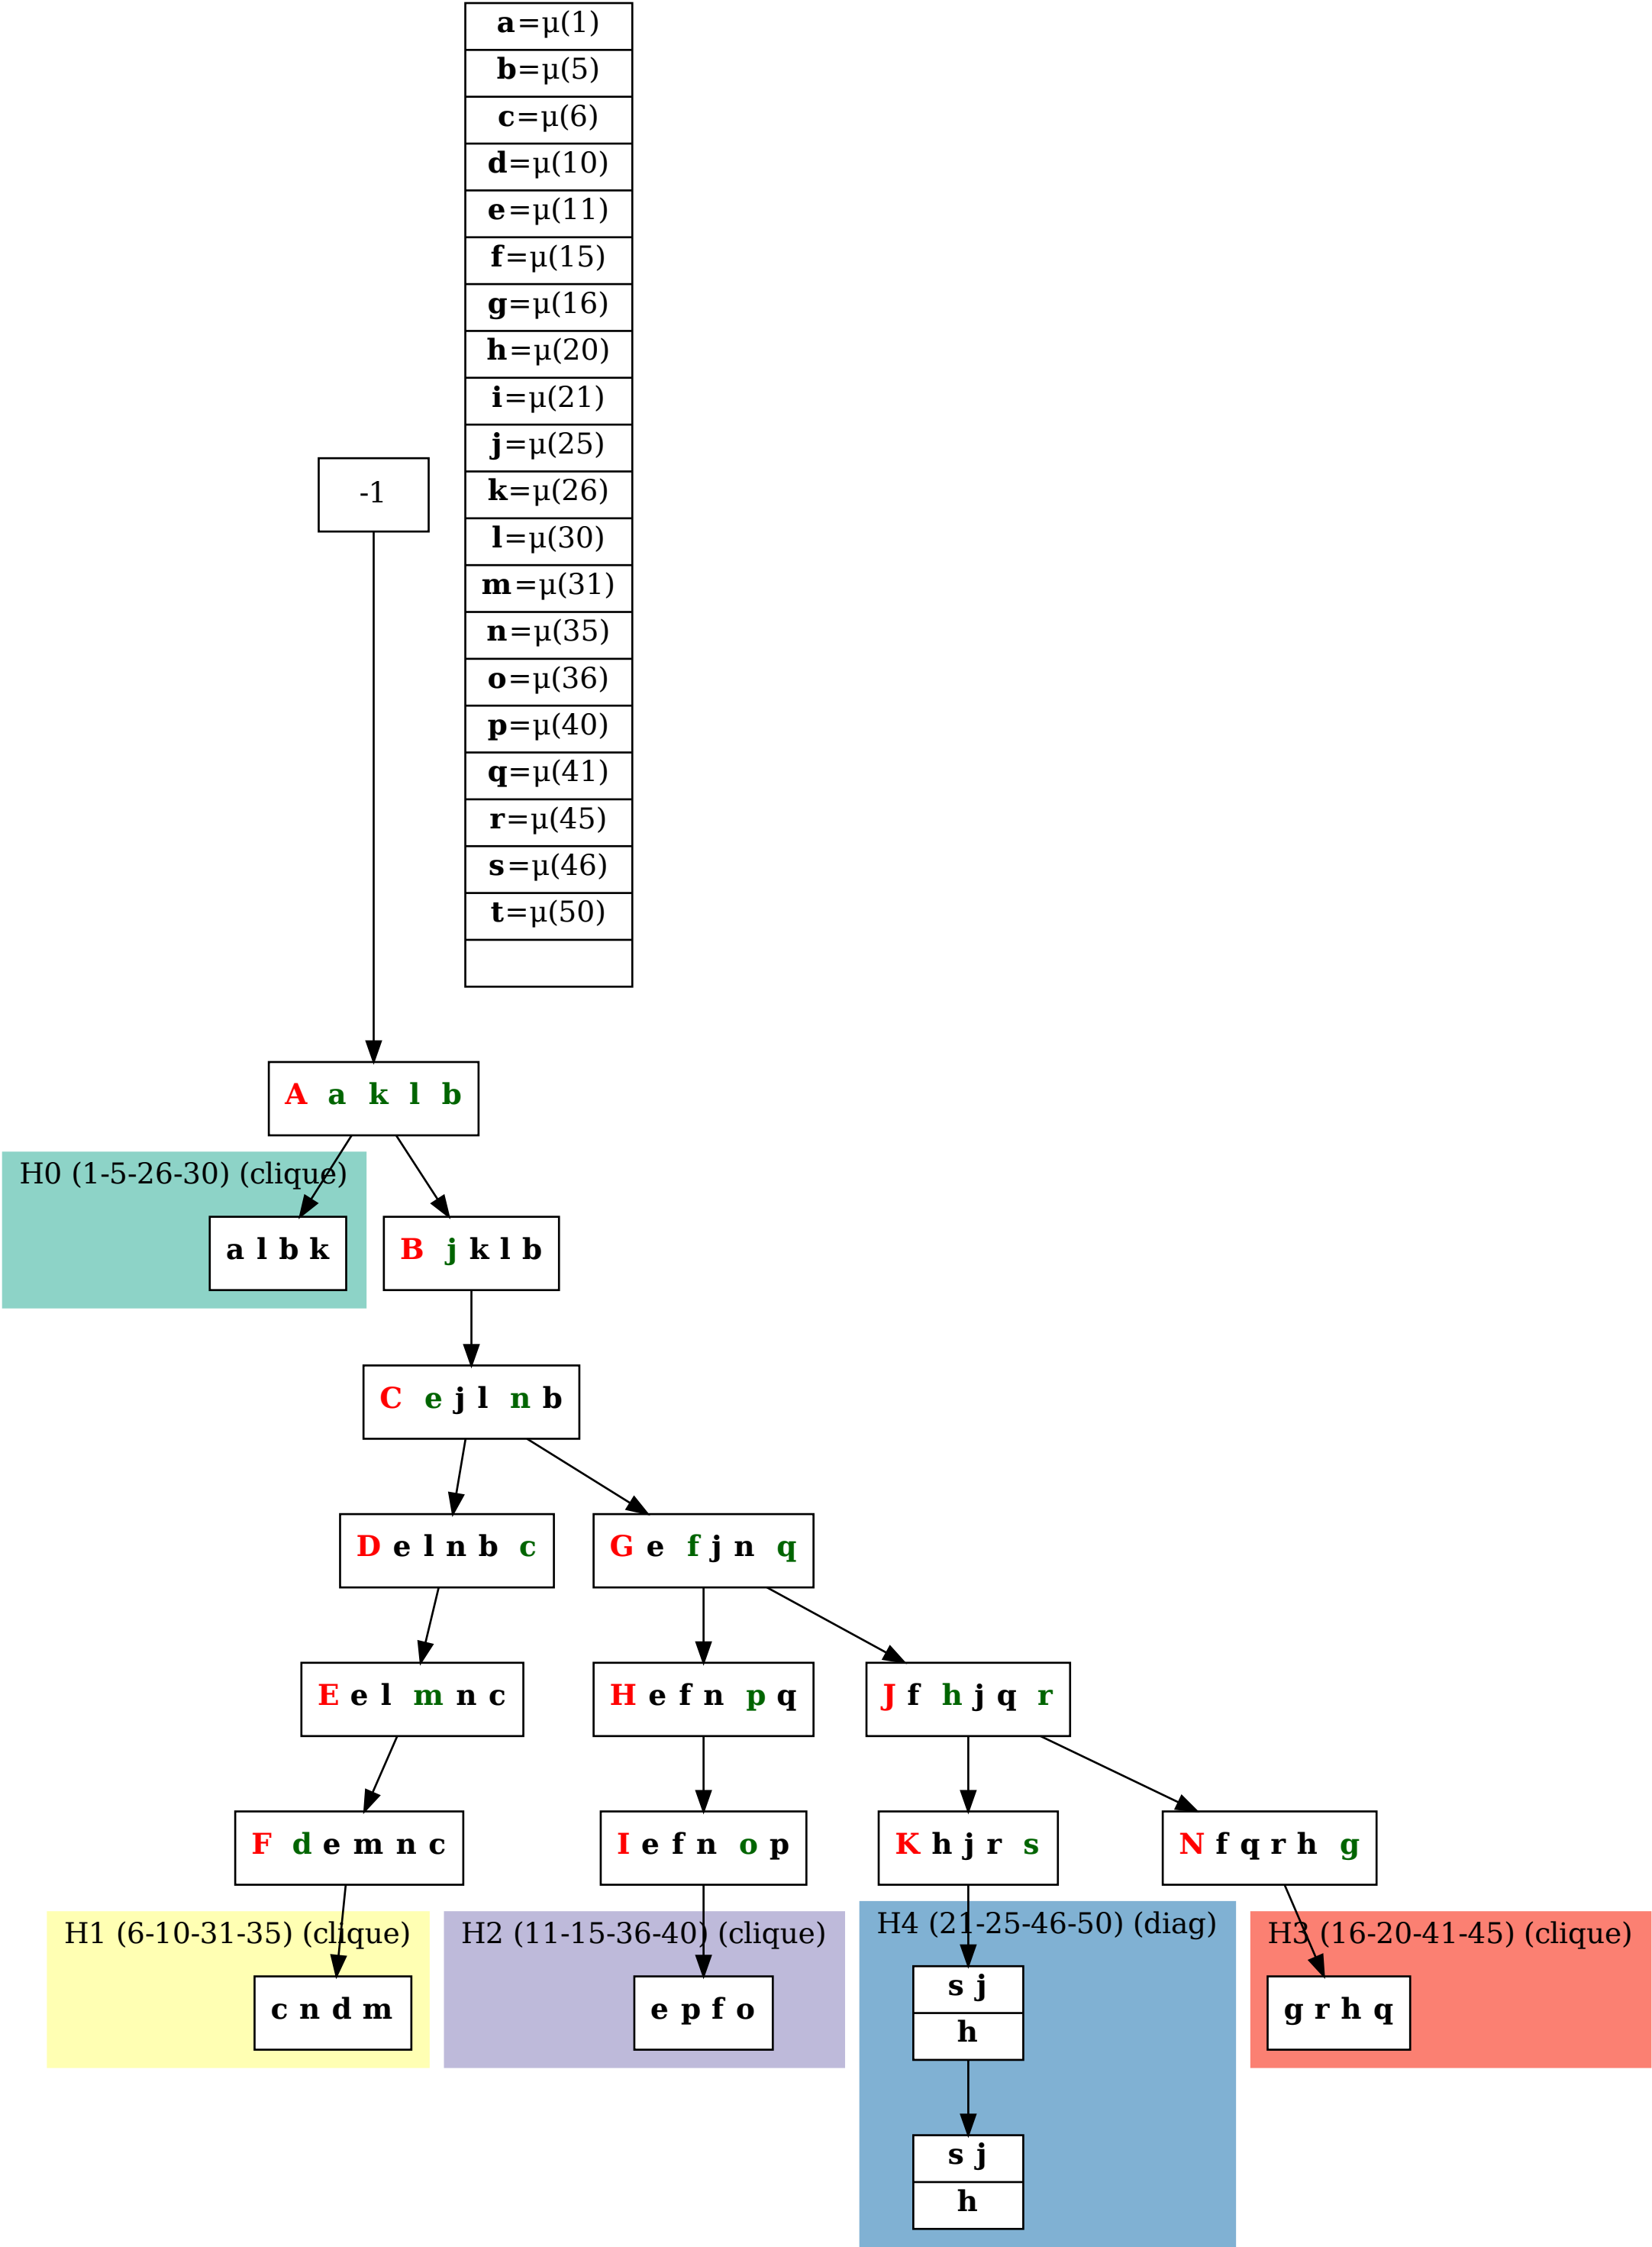 a=µ(1)
b=µ(5)
c=µ(6)
d=µ(10)
e=µ(11)
f=µ(15)
g=µ(16)
h=µ(20)
i=µ(21)
j=µ(25)
k=µ(26)
l=µ(30)
m=µ(31)
n=µ(35)
o=µ(36)
p=µ(40)
q=µ(41)
r=µ(45)
s=µ(46)
t=µ(50)
-1
A a k l b
H0 (1-5-26-30) (clique)
a l b k
B j k l b
C e j l n b
D e l n b c
G e f j n q
E e l m n c
H e f n p q
J f h j q r
F d e m n c
I e f n o p
K h j r s
N f q r h g
H1 (6-10-31-35) (clique)
H2 (11-15-36-40) (clique)
H4 (21-25-46-50) (diag)
H3 (16-20-41-45) (clique)
c n d m
e p f o
s j
h
g r h q
s j
h